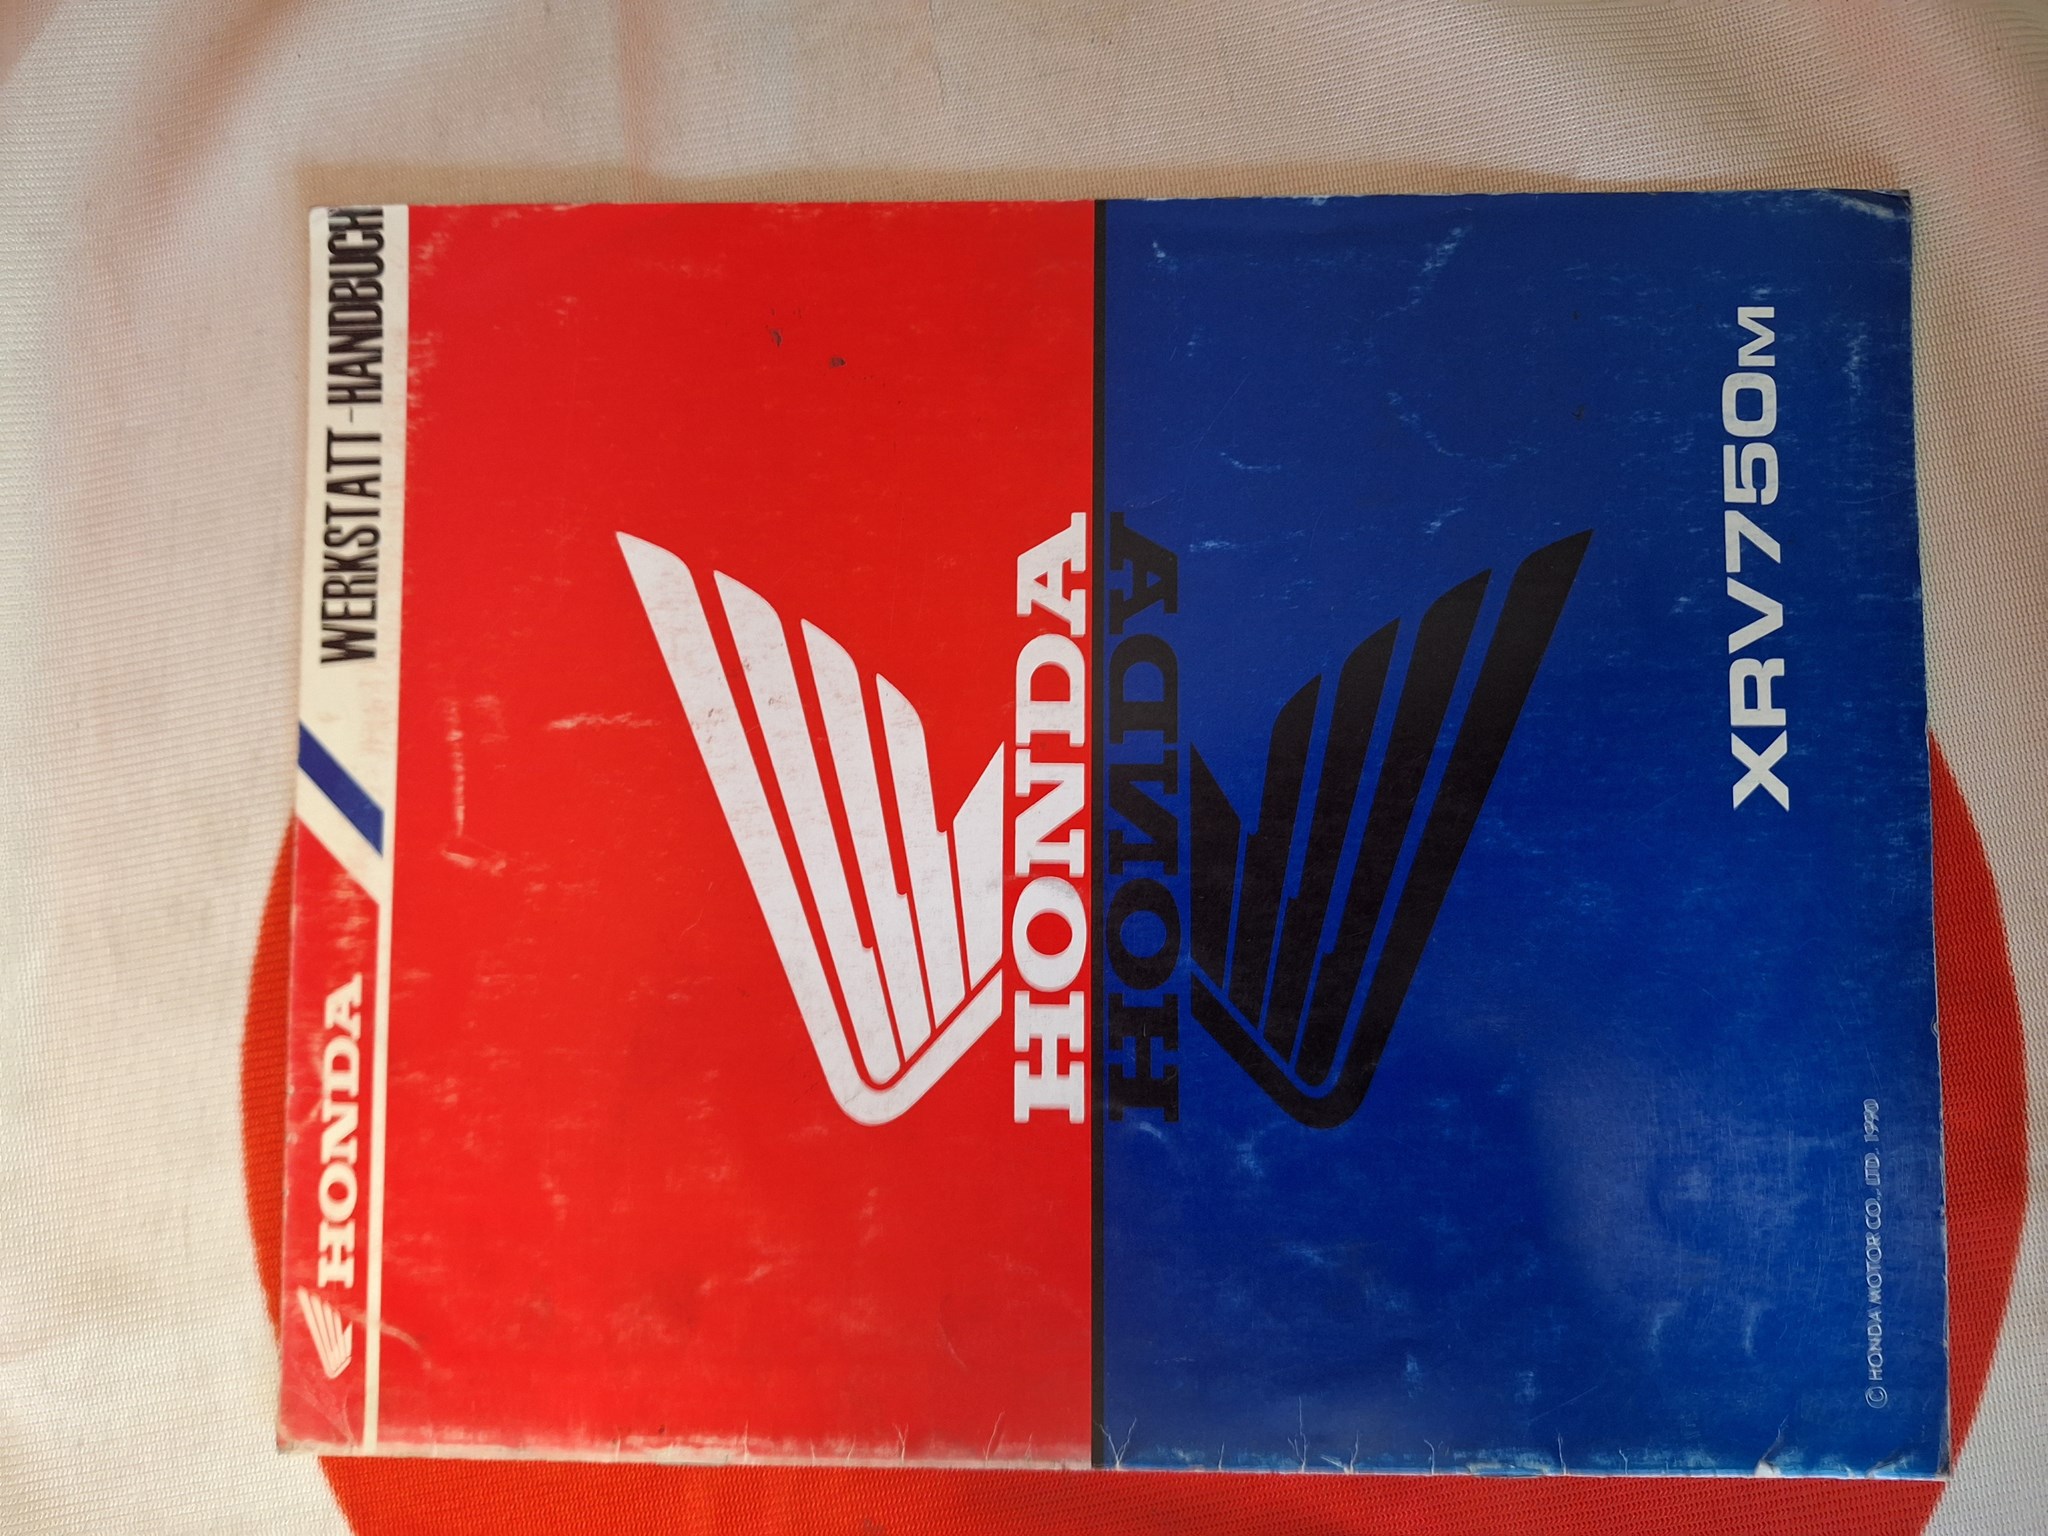 HONDA
WERKSTATT-HANDBUCH
HONDA
HONDA
XRV750M
© HONDA MOTOR CO., LTD. 1990